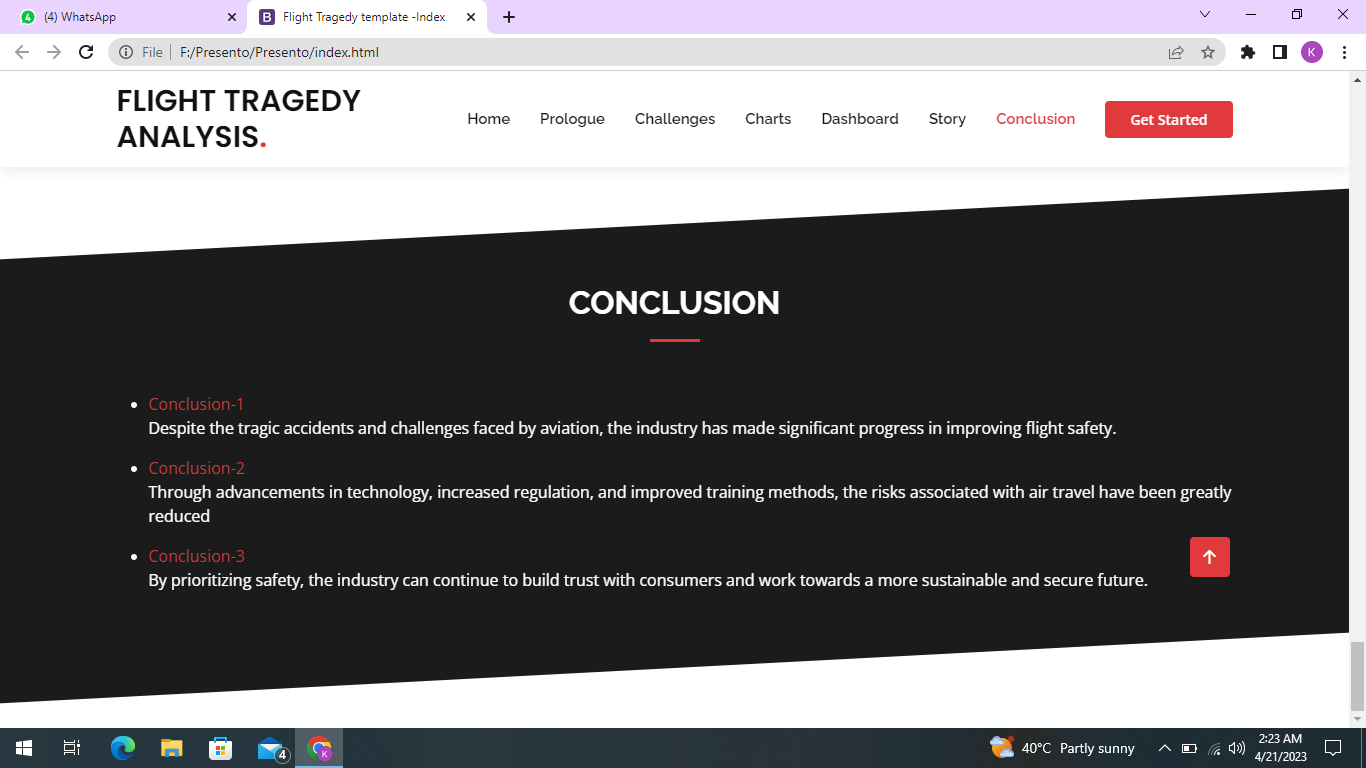 (4) WhatsApp
Flight Tragedy template -Index
File
F:/Presento/Presento/index.html
K
FLIGHT TRAGEDY
ANALYSIS.
Home Prologue Challenges Charts Dashboard Story Conclusion Get Started
CONCLUSION
Conclusion-1
Despite the tragic accidents and challenges faced by aviation, the industry has made significant progress in improving flight safety.
Conclusion-2
Through advancements in technology, increased regulation, and improved training methods, the risks associated with air travel have been greatly
reduced
Conclusion-3
By prioritizing safety, the industry can continue to build trust with consumers and work towards a more sustainable and secure future.
4
K
40°C Partly sunny
2:23 AM
4/21/2023